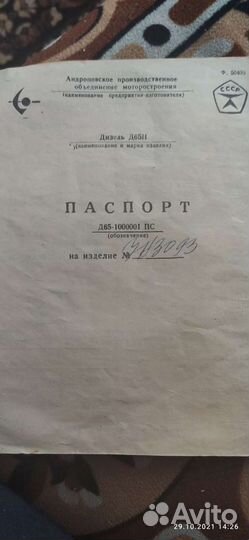 Ф. 50405
СССР
Андроповское производственное
объединение моторостроения
(наименование предприятия-изготовителя)
Дизель Д65Н
(наименование и марка изделия)
ПАСПОРТ
Д65-1000001 ПС
(обозначение)
на изделие №
29.10.2021 14:26
Avito